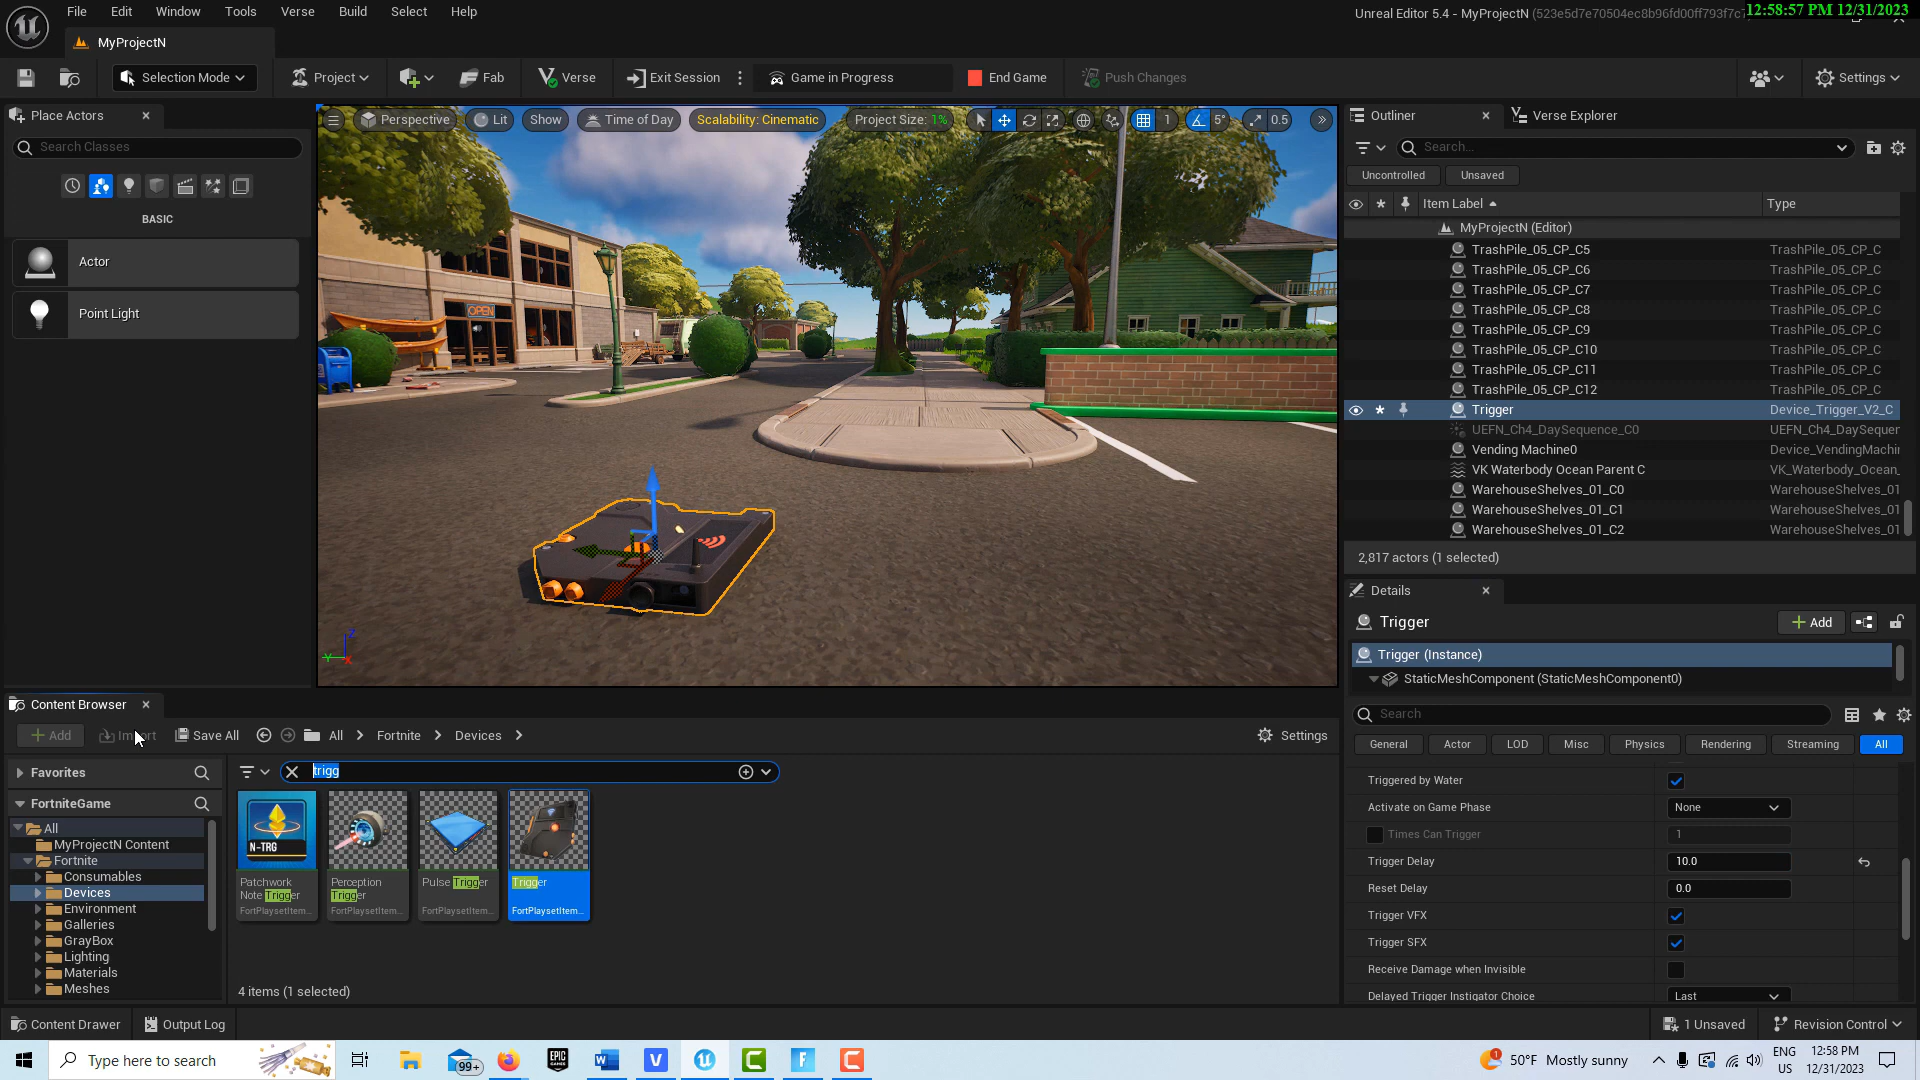 File Edit Window Tools Verse Build Select Help
Unreal Editor 5.4 - MyProjectN
12:58:57 PM 12/31/2023
MyProjectN
Selection Mode Project Fab Verse Exit Session Game in Progress End Game Push Changes Settings
Place Actors
Search Classes
BASIC
Actor
Point Light
Perspective Lit Show Time of Day Scalability: Cinematic Project Size: 1% 1 5° 0.5
OPEN
Outliner Verse Explorer
Search...
Uncontrolled Unsaved
Item Label Type
MyProjectN (Editor)
TrashPile_05_CP_C5 TrashPile_05_CP_C
TrashPile_05_CP_C6 TrashPile_05_CP_C
TrashPile_05_CP_C7 TrashPile_05_CP_C
TrashPile_05_CP_C8 TrashPile_05_CP_C
TrashPile_05_CP_C9 TrashPile_05_CP_C
TrashPile_05_CP_C10 TrashPile_05_CP_C
TrashPile_05_CP_C11 TrashPile_05_CP_C
TrashPile_05_CP_C12 TrashPile_05_CP_C
Trigger Device_Trigger_V2_C
UEFN_Ch4_DaySequence_C0 UEFN_Ch4_DaySequer
Vending Machine0 Device_VendingMachin
VK Waterbody Ocean Parent C VK_Waterbody_Ocean_
WarehouseShelves_01_C0 WarehouseShelves_01
WarehouseShelves_01_C1 WarehouseShelves_01
WarehouseShelves_01_C2 WarehouseShelves_01
2,817 actors (1 selected)
Details
Trigger
Add
Trigger (Instance)
StaticMeshComponent (StaticMeshComponent0)
Search
General Actor LOD Misc Physics Rendering Streaming All
Triggered by Water
Activate on Game Phase None
Times Can Trigger 1
Trigger Delay 10.0
Reset Delay 0.0
Trigger VFX
Trigger SFX
Receive Damage when Invisible
Delayed Trigger Instigator Choice Last
Content Browser
Add Import Save All All Fortnite Devices Settings
Favorites
FortniteGame
All
MyProjectN Content
Fortnite
Consumables
Devices
Environment
Galleries
GrayBox
Lighting
Materials
Meshes
trigg
N-TRG
Patchwork
Note Trigger
FortPlaysetItem...
Perception
Trigger
FortPlaysetItem...
Pulse Trigger
FortPlaysetItem...
Trigger
FortPlaysetItem...
4 items (1 selected)
Content Drawer Output Log 1 Unsaved Revision Control
Type here to search
99+
EPIC
GAMES
50°F Mostly sunny
ENG
US
12:58 PM
12/31/2023